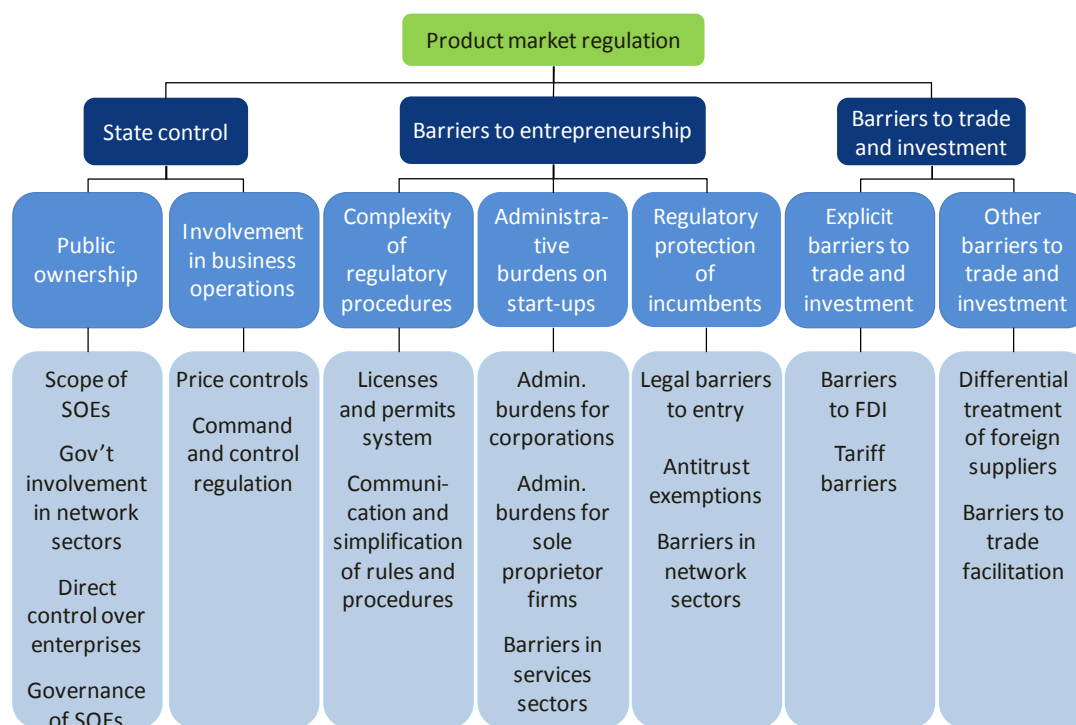 Product market regulation
State control
Barriers to entrepreneurship
Barriers to trade
and investment
Public
ownership
Involvement
in business
operations
Complexity
of
regulatory
procedures
Administra-
tive
burdens on
start-ups
Regulatory
protection
of
incumbents
Explicit
barriers to
trade and
investment
Other
barriers to
trade and
investment
Scope of
SOEs
Gov't
involvement
in network
sectors
Direct
control over
enterprises
Governance
of SOEs
Price controls
Command
and control
regulation
Licenses
and permits
system
Communi-
cation and
simplification
of rules and
procedures
Admin.
burdens for
corporations
Admin.
burdens for
sole
proprietor
firms
Barriers in
services
sectors
Legal barriers
to entry
Antitrust
exemptions
Barriers in
network
sectors
Barriers
to FDI
Tariff
barriers
Differential
treatment
of foreign
suppliers
Barriers to
trade
facilitation